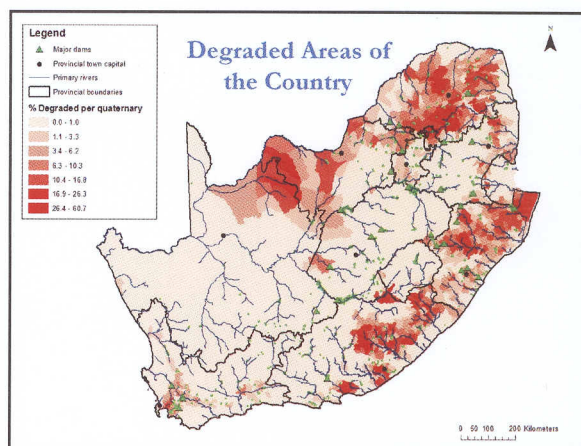 Legend
Major dams
Provincial town capital
Primary rivers
Provincial boundaries
% Degraded per quaternary
0.0 - 1.0
1.1 - 3.3
3.4 - 6.2
6.3 - 10.3
10.4 - 16.8
16.9 - 26.3
26.4 - 60.7
Degraded Areas of
the Country
N
0 50 100 200 Kilometers